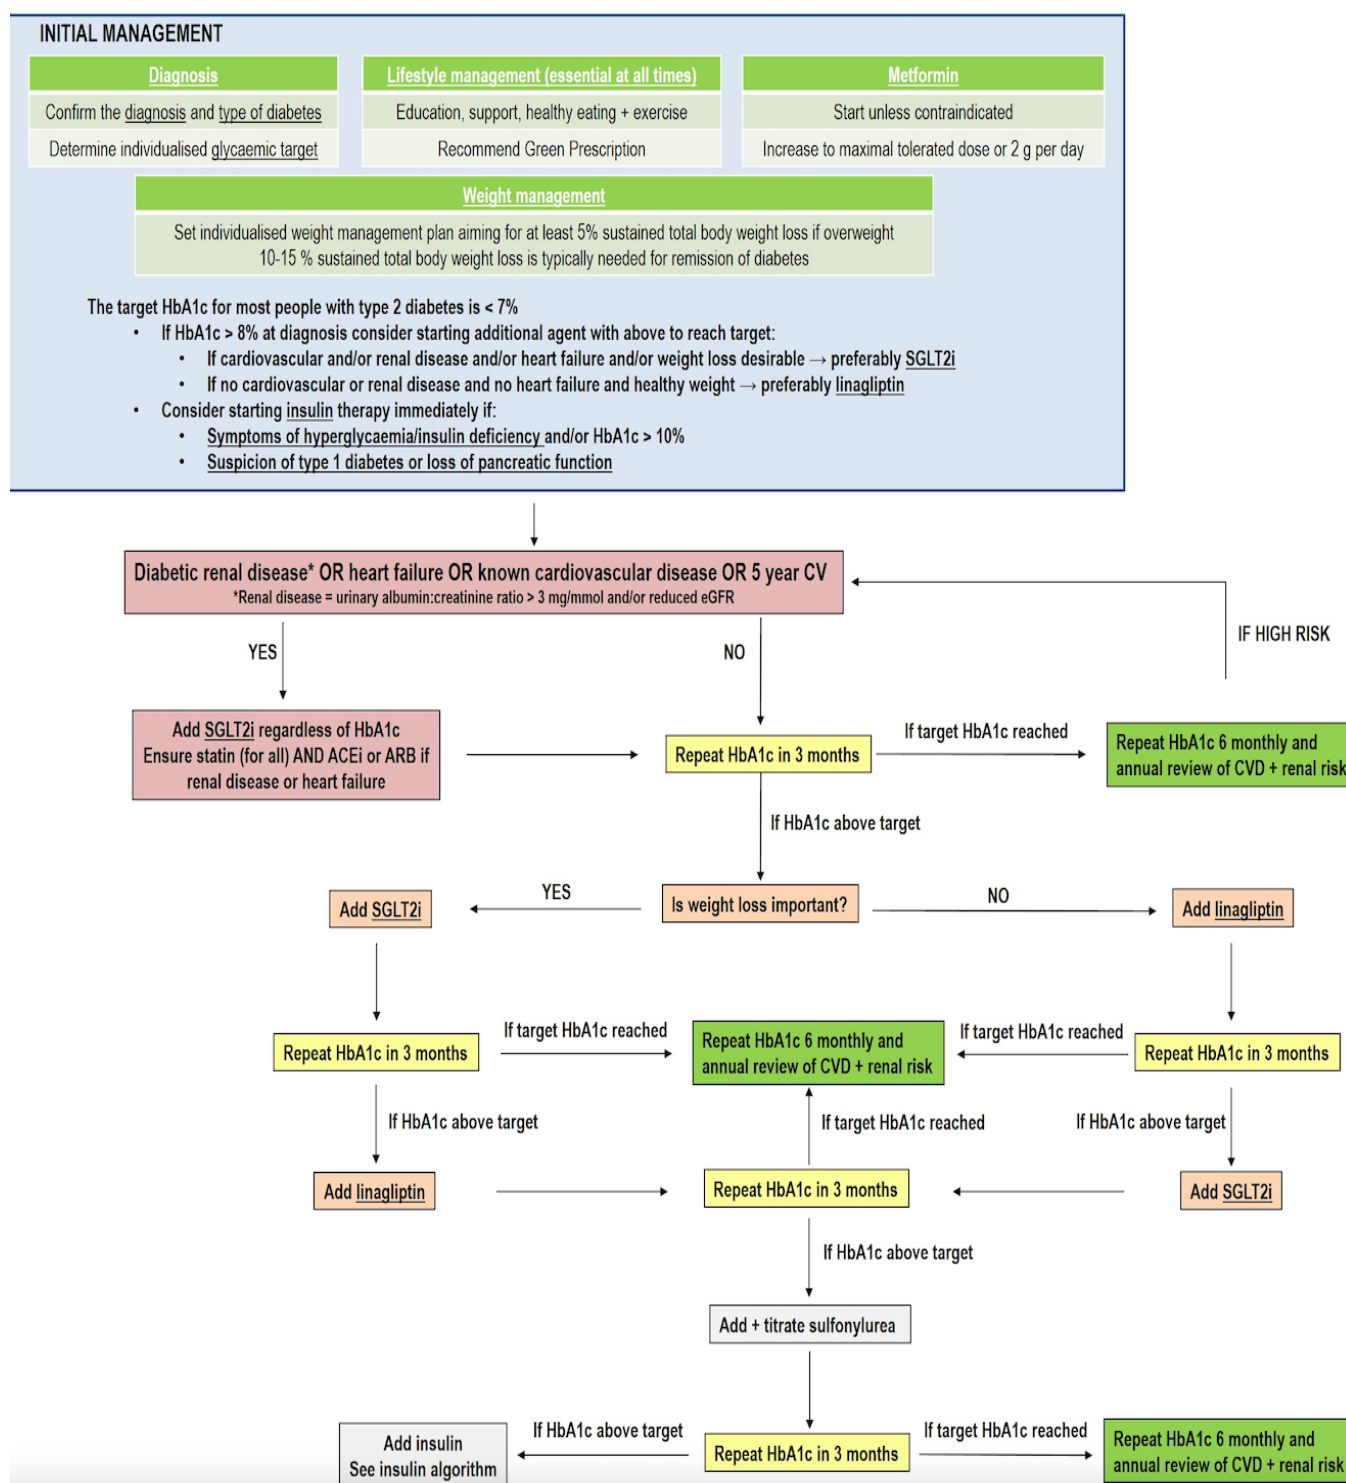 INITIAL MANAGEMENT
Diagnosis
Confirm the diagnosis and type of diabetes
Determine individualised glycaemic target
Lifestyle management (essential at all times)
Education, support, healthy eating + exercise
Recommend Green Prescription
Metformin
Start unless contraindicated
Increase to maximal tolerated dose or 2 g per day
Weight management
Set individualised weight management plan aiming for at least 5% sustained total body weight loss if overweight
10-15 % sustained total body weight loss is typically needed for remission of diabetes
The target HbA1c for most people with type 2 diabetes is < 7%
• If HbA1c > 8% at diagnosis consider starting additional agent with above to reach target:
• If cardiovascular and/or renal disease and/or heart failure and/or weight loss desirable → preferably SGLT2i
• If no cardiovascular or renal disease and no heart failure and healthy weight → preferably linagliptin
• Consider starting insulin therapy immediately if:
• Symptoms of hyperglycaemia/insulin deficiency and/or HbA1c > 10%
• Suspicion of type 1 diabetes or loss of pancreatic function
Diabetic renal disease* OR heart failure OR known cardiovascular disease OR 5 year CV
*Renal disease = urinary albumin:creatinine ratio > 3 mg/mmol and/or reduced eGFR
YES
NO
IF HIGH RISK
Add SGLT2i regardless of HbA1c
Ensure statin (for all) AND ACEi or ARB if
renal disease or heart failure
Repeat HbA1c in 3 months
If target HbA1c reached
Repeat HbA1c 6 monthly and
annual review of CVD + renal risk
If HbA1c above target
Add SGLT2i
YES
Is weight loss important?
NO
Add linagliptin
Repeat HbA1c in 3 months
If target HbA1c reached
Repeat HbA1c 6 monthly and
annual review of CVD + renal risk
If target HbA1c reached
Repeat HbA1c in 3 months
If HbA1c above target
If target HbA1c reached
If HbA1c above target
Add linagliptin
Repeat HbA1c in 3 months
Add SGLT2i
If HbA1c above target
Add + titrate sulfonylurea
Add insulin
See insulin algorithm
If HbA1c above target
Repeat HbA1c in 3 months
If target HbA1c reached
Repeat HbA1c 6 monthly and
annual review of CVD + renal risk